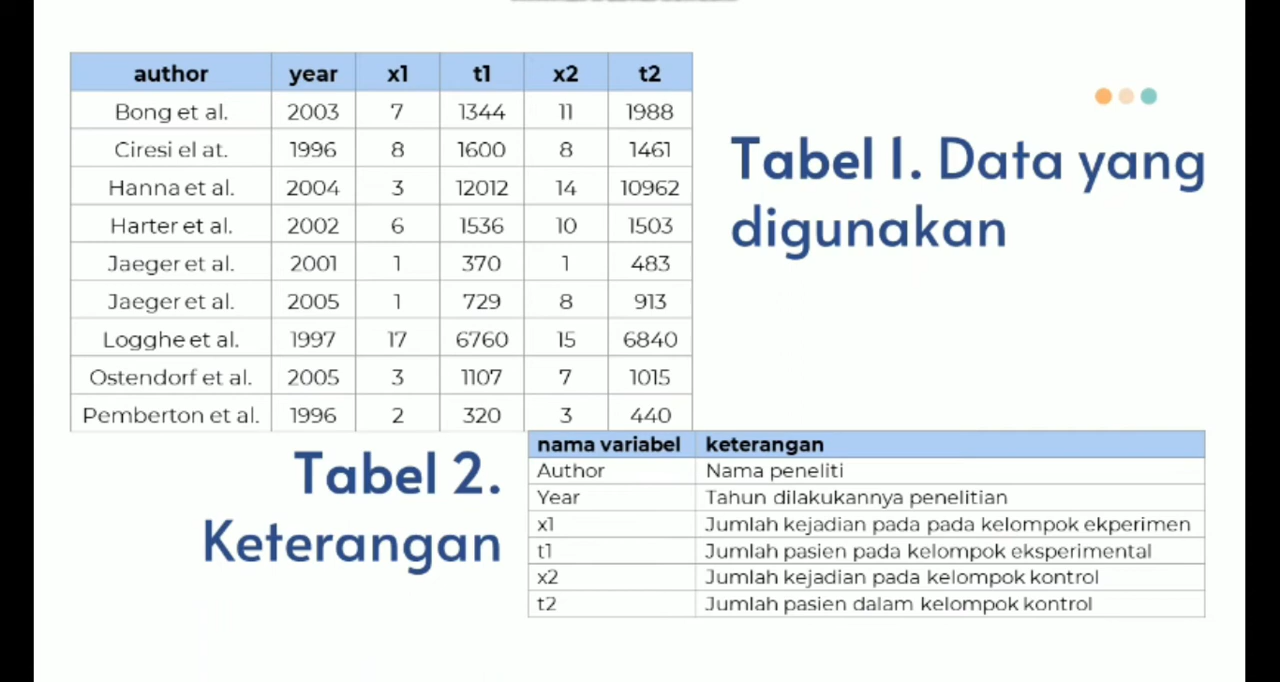 author year x1 t1 x2 t2
Bong et al. 2003 7 1344 11 1988
Ciresi el at. 1996 8 1600 8 1461
Hanna et al. 2004 3 12012 14 10962
Harter et al. 2002 6 1536 10 1503
Jaeger et al. 2001 1 370 1 483
Jaeger et al. 2005 1 729 8 913
Logghe et al. 1997 17 6760 15 6840
Ostendorf et al. 2005 3 1107 7 1015
Pemberton et al. 1996 2 320 3 440
Tabel 1. Data yang
digunakan
Tabel 2.
Keterangan
nama variabel keterangan
Author Nama peneliti
Year Tahun dilakukannya penelitian
x1 Jumlah kejadian pada pada kelompok ekperimen
t1 Jumlah pasien pada kelompok eksperimental
x2 Jumlah kejadian pada kelompok kontrol
t2 Jumlah pasien dalam kelompok kontrol